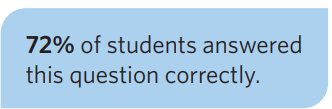 72% of students answered
this question correctly.